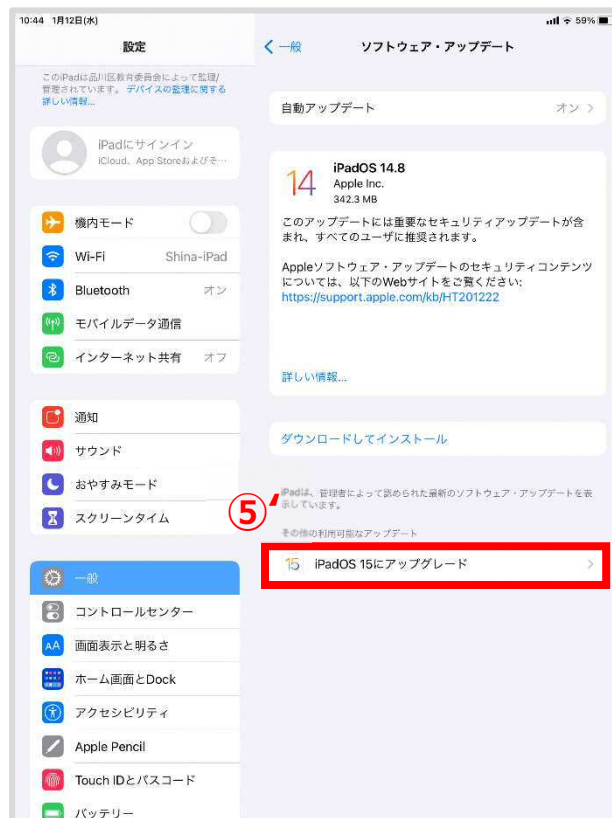 10:44 1月12日(水)
59%
設定
このiPadは品川区教育委員会によって監理/
管理されています。デバイスの監理に関する
詳しい情報...
iPadにサインイン
iCloud、App Storeおよびそ…
機内モード
Wi-Fi Shina-iPad
Bluetooth オン
モバイルデータ通信
インターネット共有 オフ
通知
サウンド
おやすみモード
スクリーンタイム
一般
コントロールセンター
AA 画面表示と明るさ
ホーム画面とDock
アクセシビリティ
Apple Pencil
Touch IDとパスコード
バッテリー
一般 ソフトウェア・アップデート
自動アップデート オン
14
iPadOS 14.8
Apple Inc.
342.3 MB
このアップデートには重要なセキュリティアップデートが含
まれ、すべてのユーザに推奨されます。
Appleソフトウェア・アップデートのセキュリティコンテンツ
については、以下のWebサイトをご覧ください:
https://support.apple.com/kb/HT201222
詳しい情報...
ダウンロードしてインストール
iPadは、管理者によって認められた最新のソフトウェア・アップデートを表
示しています。
⑤‘
その他の利用可能なアップデート
15 iPadOS 15にアップグレード